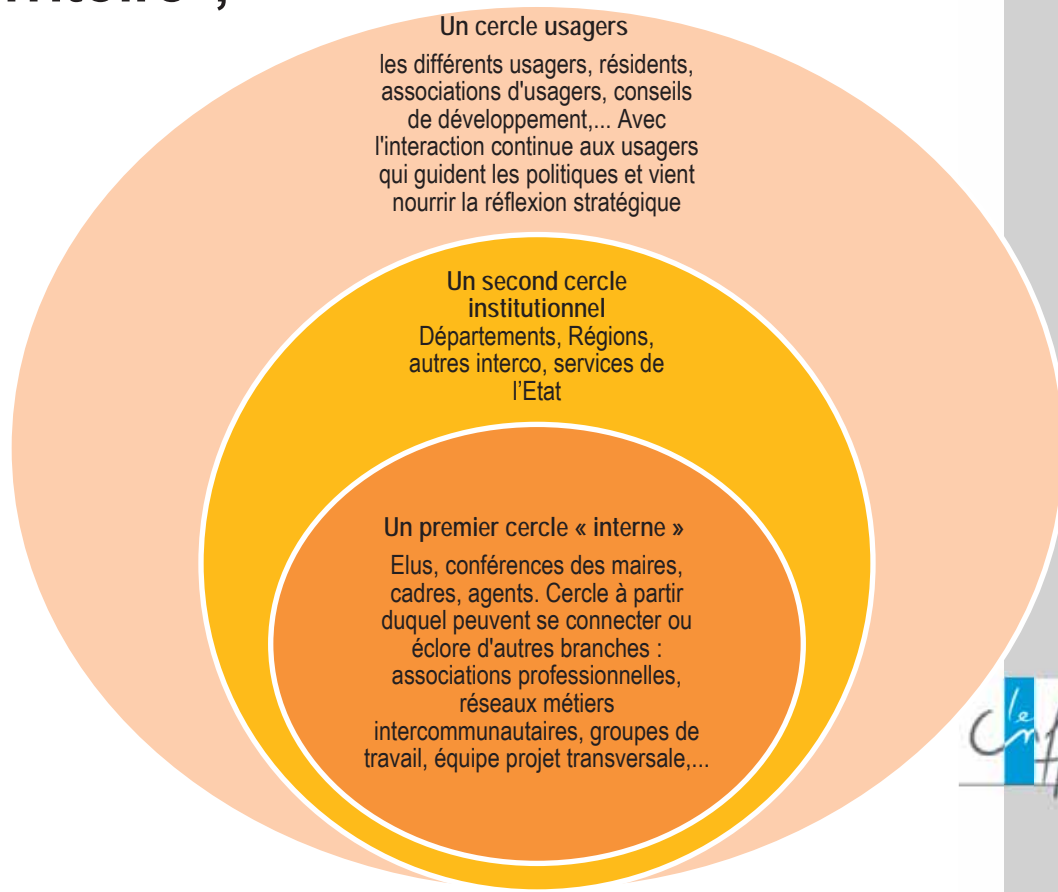 Un cercle usagers
les différents usagers, résidents,
associations d'usagers, conseils
de développement,... Avec
l'interaction continue aux usagers
qui guident les politiques et vient
nourrir la réflexion stratégique
Un second cercle
institutionnel
Départements, Régions,
autres interco, services de
l'Etat
Un premier cercle « interne »
Elus, conférences des maires,
cadres, agents. Cercle à partir
duquel peuvent se connecter ou
éclore d'autres branches :
associations professionnelles,
réseaux métiers
intercommunautaires, groupes de
travail, équipe projet transversale,...
le